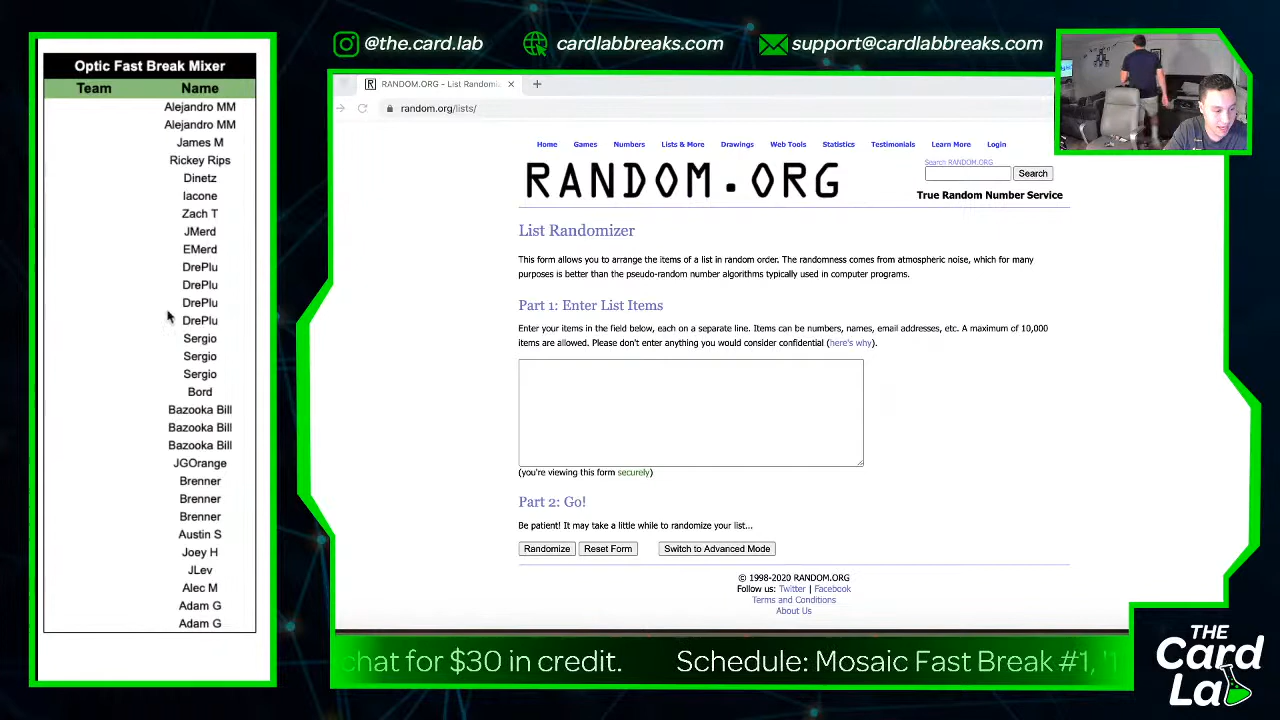 @the.card.lab
cardlabbreaks.com
support@cardlabbreaks.com
Optic Fast Break Mixer
Team Name
Alejandro MM
Alejandro MM
James M
Rickey Rips
Dinetz
Iacone
Zach T
JMerd
EMerd
DrePlu
DrePlu
DrePlu
DrePlu
Sergio
Sergio
Sergio
Bord
Bazooka Bill
Bazooka Bill
Bazooka Bill
JGOrange
Brenner
Brenner
Brenner
Austin S
Joey H
JLev
Alec M
Adam G
Adam G
RANDOM.ORG - List Randomi
random.org/lists/
Home Games Numbers Lists & More Drawings Web Tools Statistics Testimonials Learn More Login
RANDOM.ORG
Search RANDOM.ORG
Search
True Random Number Service
List Randomizer
This form allows you to arrange the items of a list in random order. The randomness comes from atmospheric noise, which for many
purposes is better than the pseudo-random number algorithms typically used in computer programs.
Part 1: Enter List Items
Enter your items in the field below, each on a separate line. Items can be numbers, names, email addresses, etc. A maximum of 10,000
items are allowed. Please don't enter anything you would consider confidential (here's why).
(you're viewing this form securely)
Part 2: Go!
Be patient! It may take a little while to randomize your list...
Randomize Reset Form Switch to Advanced Mode
© 1998-2020 RANDOM.ORG
Follow us: Twitter | Facebook
Terms and Conditions
About Us
chat for $30 in credit. Schedule: Mosaic Fast Break #1,
THE
Card
Lab